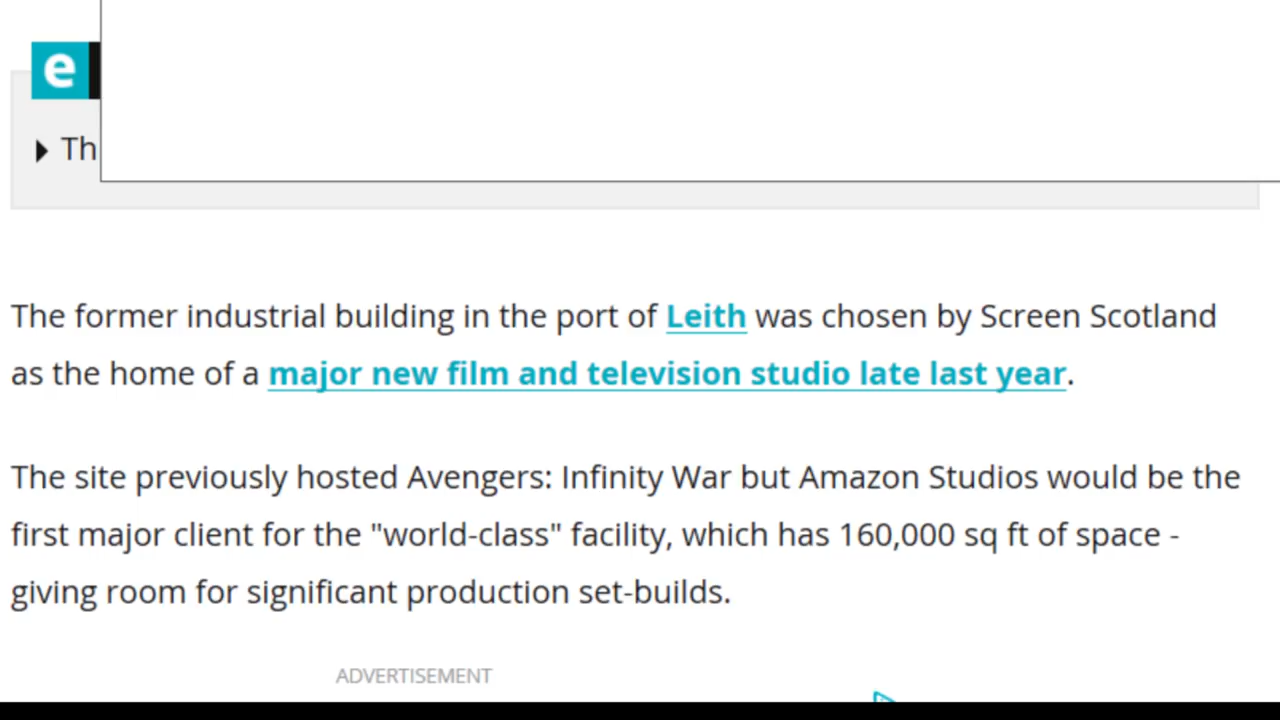 e
The former industrial building in the port of Leith was chosen by Screen Scotland
as the home of a major new film and television studio late last year.
The site previously hosted Avengers: Infinity War but Amazon Studios would be the
first major client for the "world-class" facility, which has 160,000 sq ft of space -
giving room for significant production set-builds.
ADVERTISEMENT